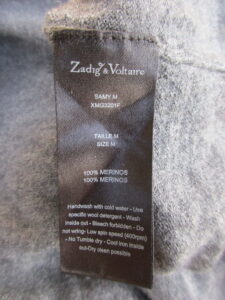 Zadig & Voltaire
SAMY M
XMG3201F
TAILLE M
SIZE M
100% MERINOS
100% MERINOS
Handwash with cold water - Use
specific wool detergent - Wash
inside out - Bleach forbidden - Do
not wring- Low spin speed (400rpm)
- No Tumble dry - Cool iron inside
out-Dry clean possible